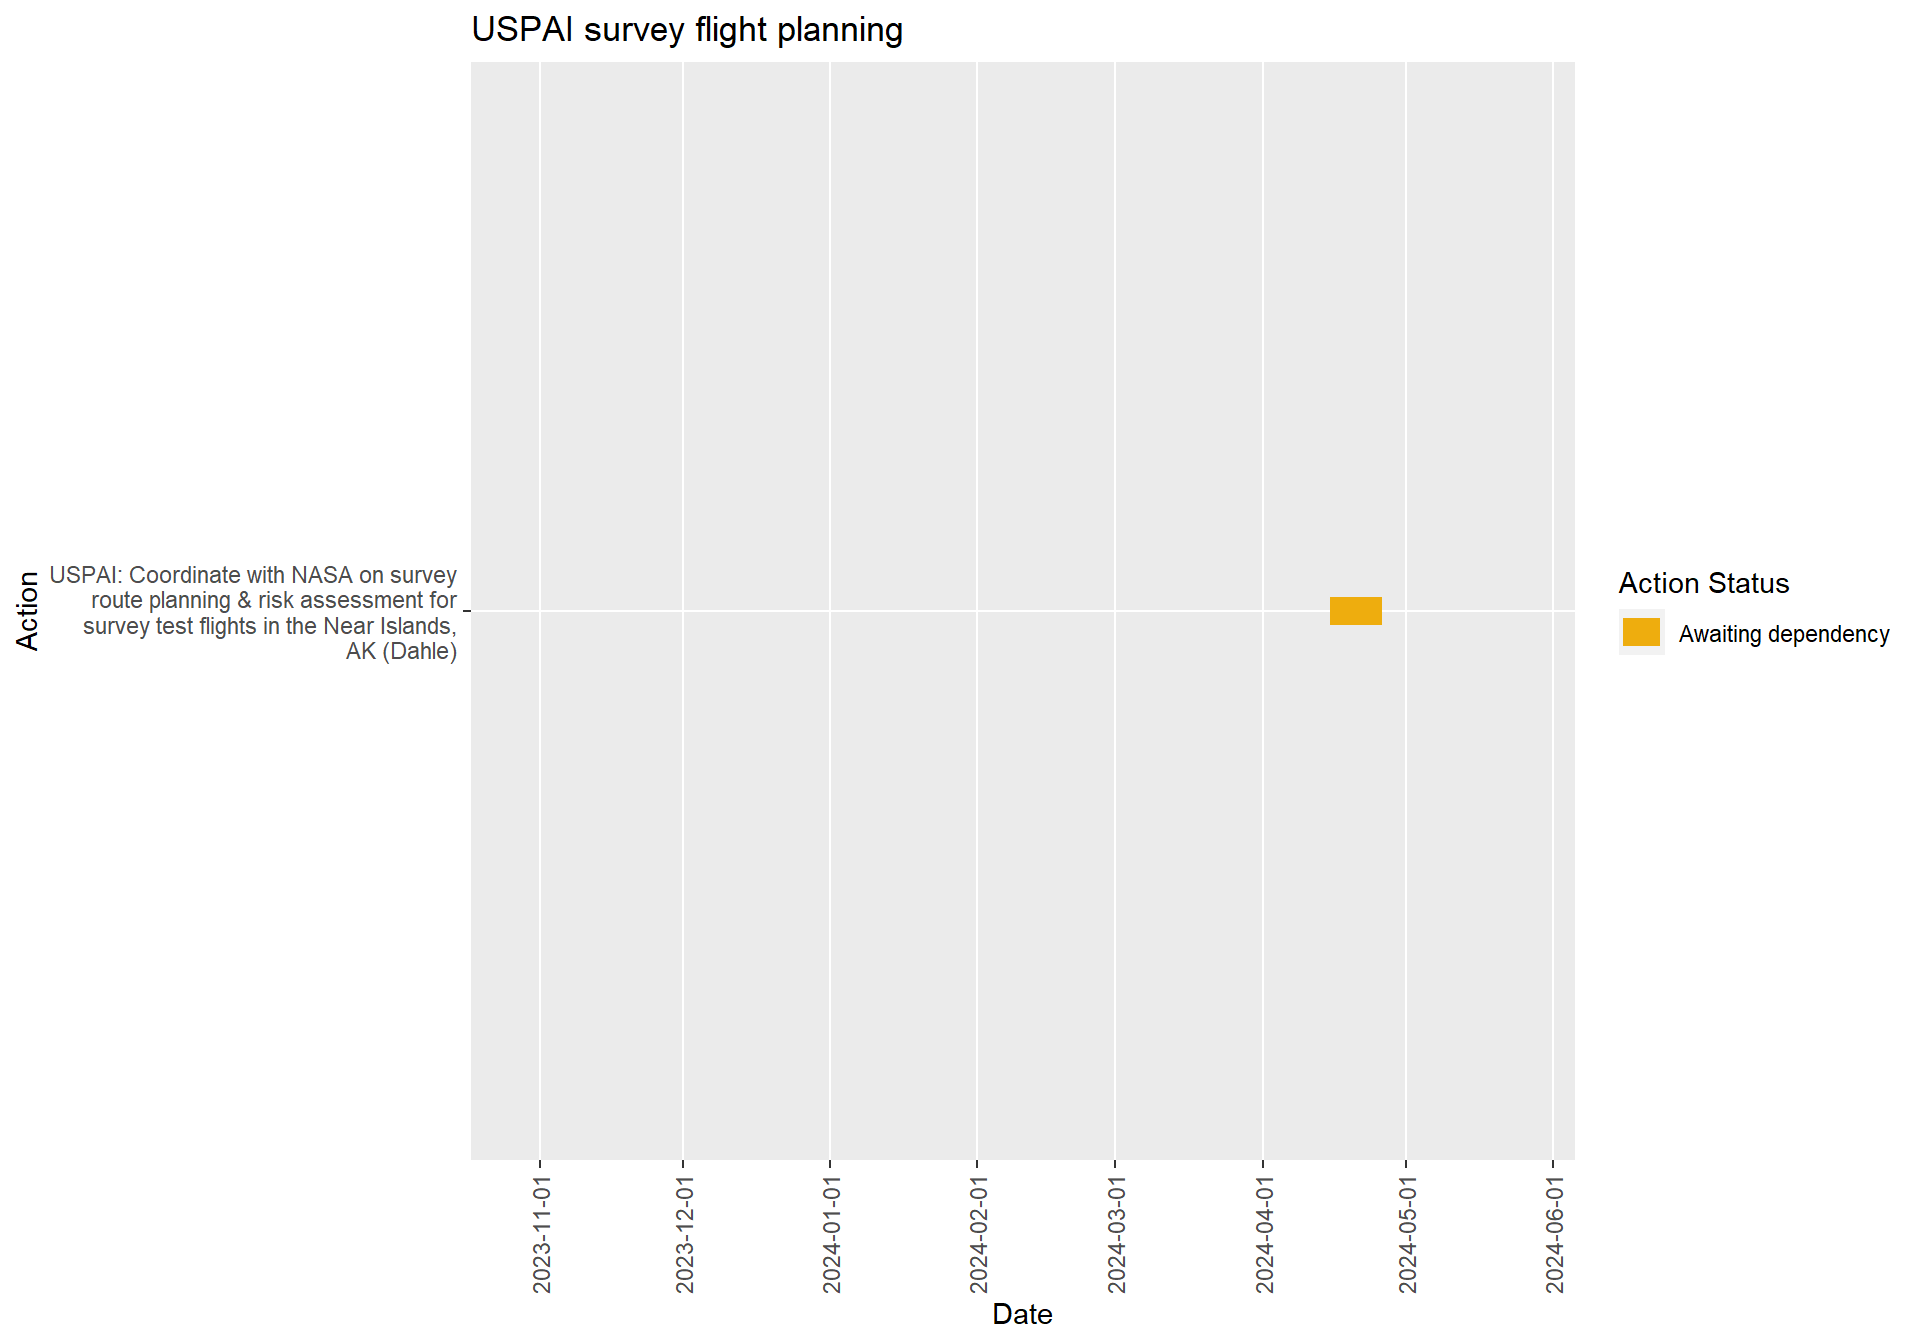 USPAI survey flight planning
Action
USPAI: Coordinate with NASA on survey
route planning & risk assessment for
survey test flights in the Near Islands,
AK (Dahle)
2023-11-01
2023-12-01
2024-01-01
2024-02-01
2024-03-01
2024-04-01
2024-05-01
2024-06-01
Date
Action Status
Awaiting dependency